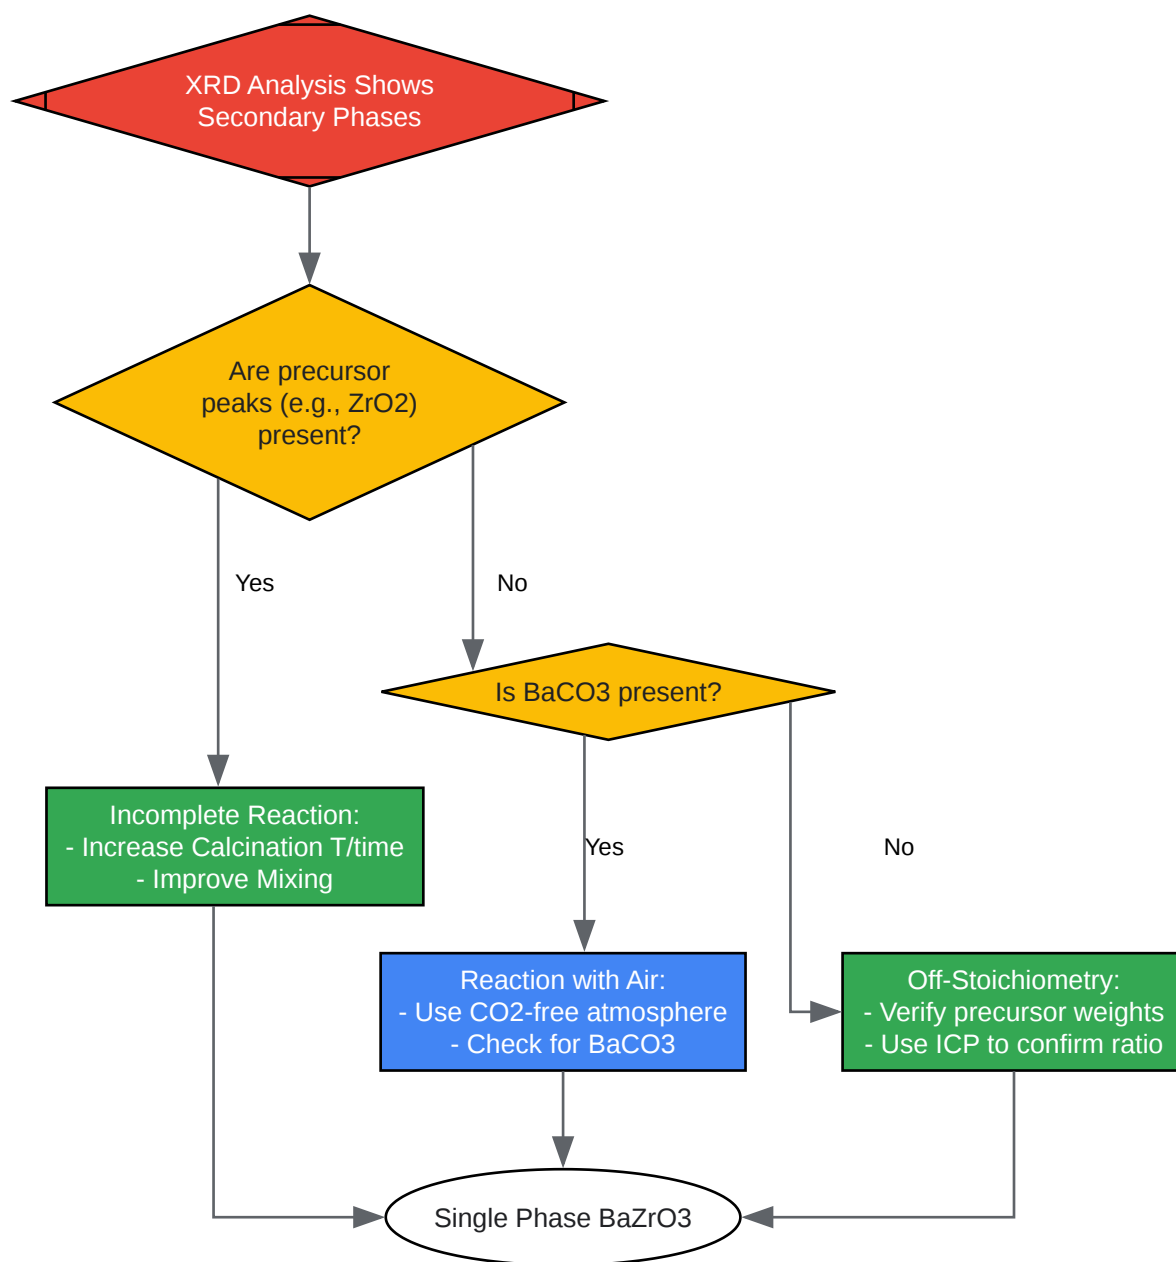 XRD Analysis Shows
Secondary Phases
Are precursor
peaks (e.g., ZrO2)
present?
Yes
No
Is BaCO3 present?
Incomplete Reaction:
- Increase Calcination T/time
- Improve Mixing
Yes
No
Reaction with Air:
- Use CO2-free atmosphere
- Check for BaCO3
Off-Stoichiometry:
- Verify precursor weights
- Use ICP to confirm ratio
Single Phase BaZrO3